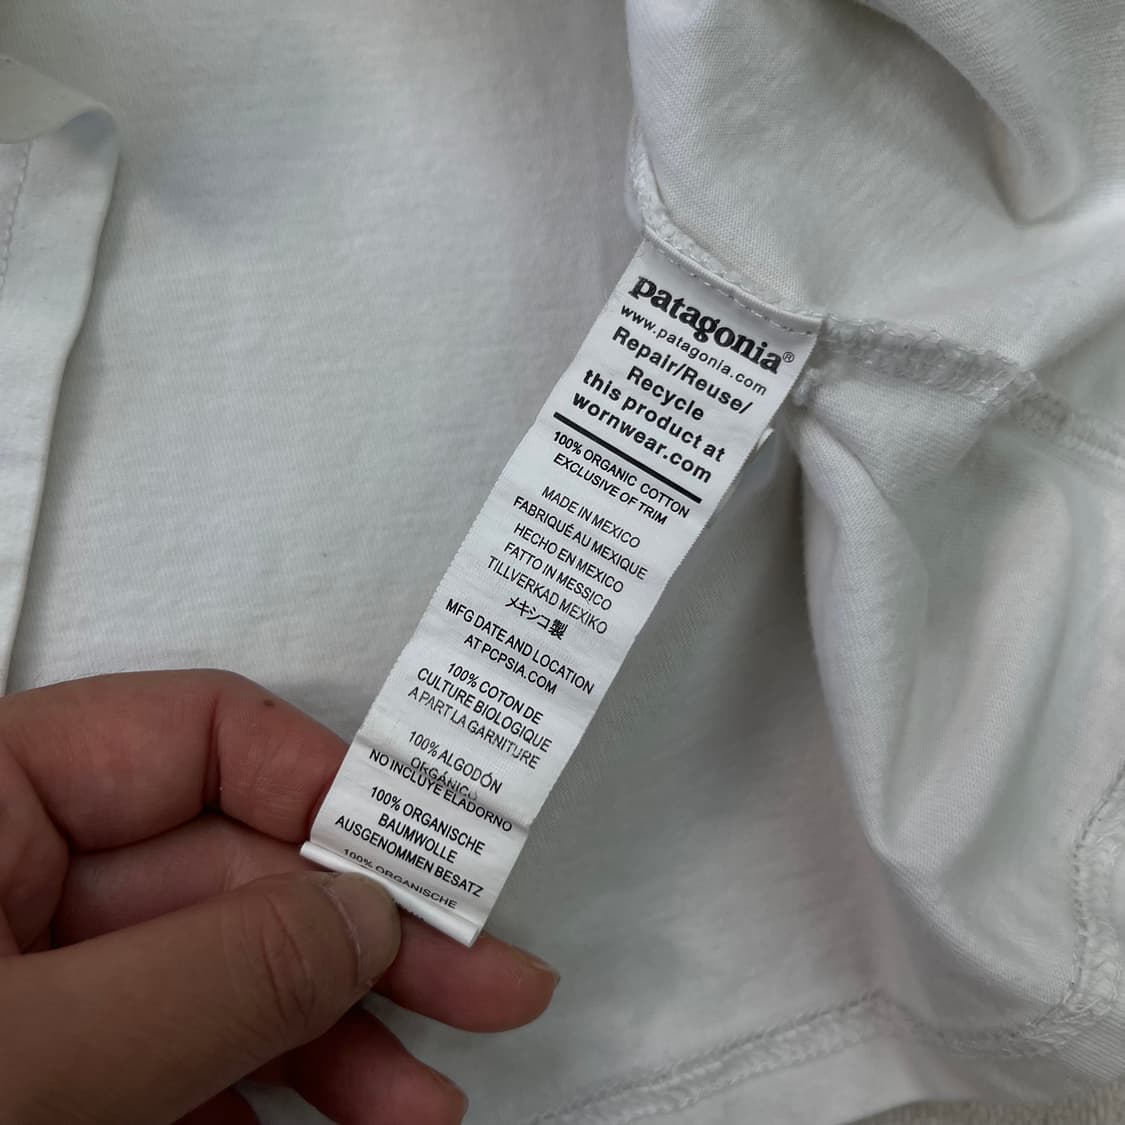 patagonia®
www.patagonia.com
Repair/Reuse/
Recycle
this product at
wornwear.com
100% ORGANIC COTTON
EXCLUSIVE OF TRIM
MADE IN MEXICO
FABRIQUÉ AU MEXIQUE
HECHO EN MEXICO
FATTO IN MESSICO
TILLVERKAD MEXIKO
メキシコ製
MFG DATE AND LOCATION
AT PCPSIA.COM
100% COTON DE
CULTURE BIOLOGIQUE
A PART LA GARNITURE
100% ALGODÓN
ORGÁNICO
NO INCLUYE ELADORNO
100% ORGANISCHE
BAUMWOLLE
AUSGENOMMEN BESATZ
100% ORGANISCHE